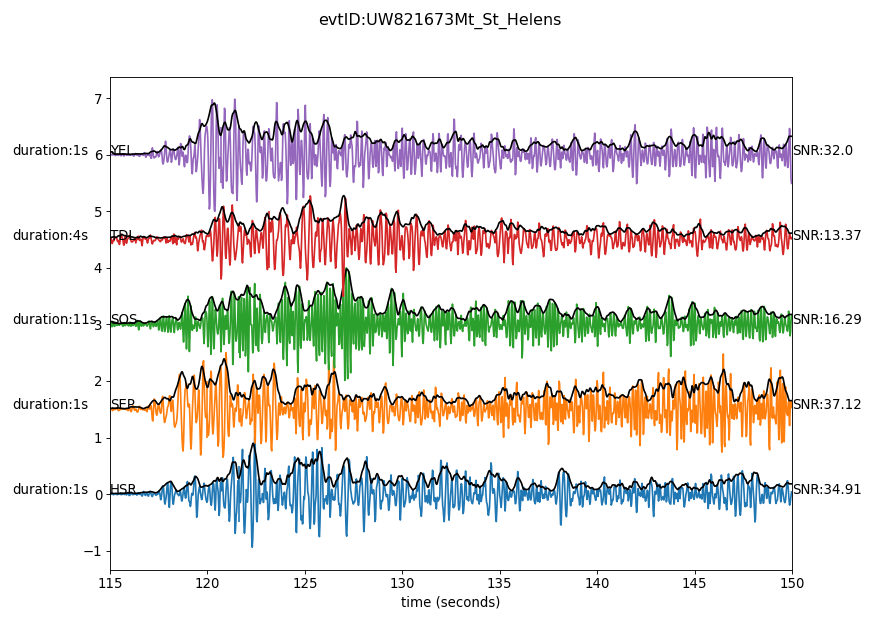 evtID:UW821673Mt_St_Helens
7
duration:1s YEL 6 SNR:32.0
5
duration:4s TDL SNR:13.37
4
duration:11s 3 SOS SNR:16.29
2
duration:1s SEP SNR:37.12
1
duration:1s 0 HSR SNR:34.91
−1
115 120 125 130 135 140 145 150
time (seconds)